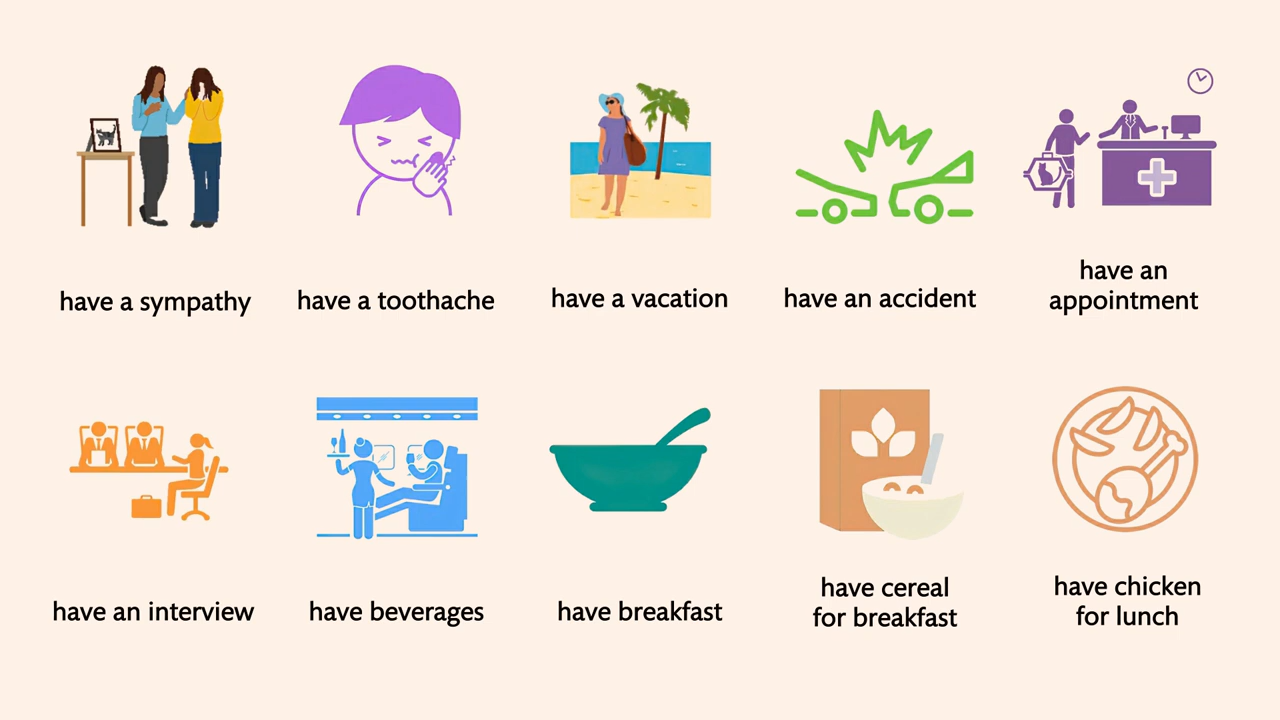 have a sympathy
have a toothache
have a vacation
have an accident
have an
appointment
have an interview
have beverages
have breakfast
have cereal
for breakfast
have chicken
for lunch